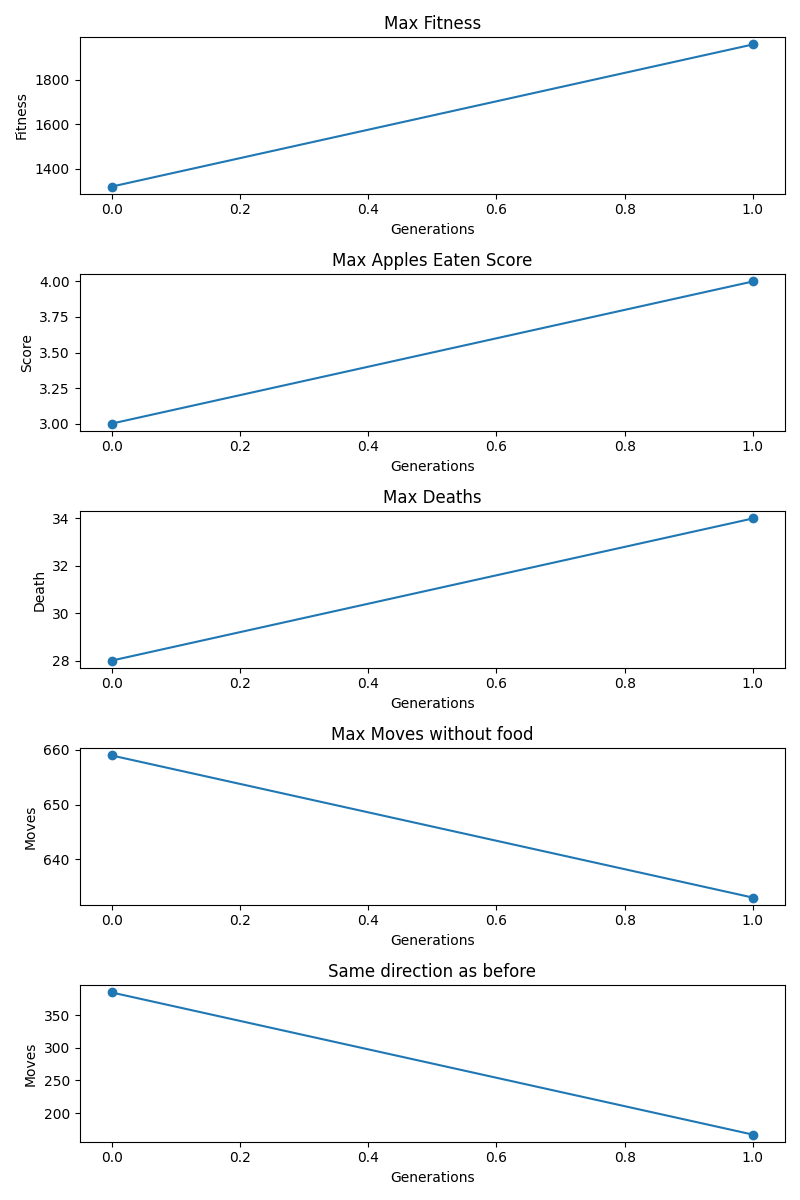 Max Fitness
1800
1600
1400
Fitness
0.0 0.2 0.4 0.6 0.8 1.0
Generations
Max Apples Eaten Score
4.00
3.75
3.50
3.25
3.00
Score
0.0 0.2 0.4 0.6 0.8 1.0
Generations
Max Deaths
34
32
30
28
Death
0.0 0.2 0.4 0.6 0.8 1.0
Generations
Max Moves without food
660
650
640
Moves
0.0 0.2 0.4 0.6 0.8 1.0
Generations
Same direction as before
350
300
250
200
Moves
0.0 0.2 0.4 0.6 0.8 1.0
Generations